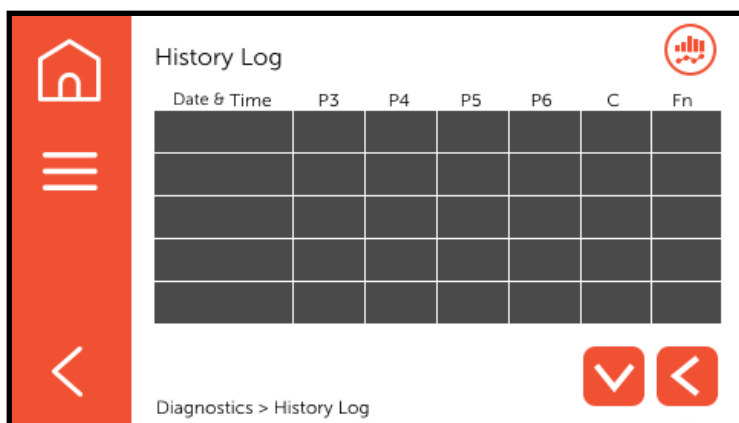 History Log
Date & Time P3 P4 P5 P6 C Fn
Diagnostics > History Log